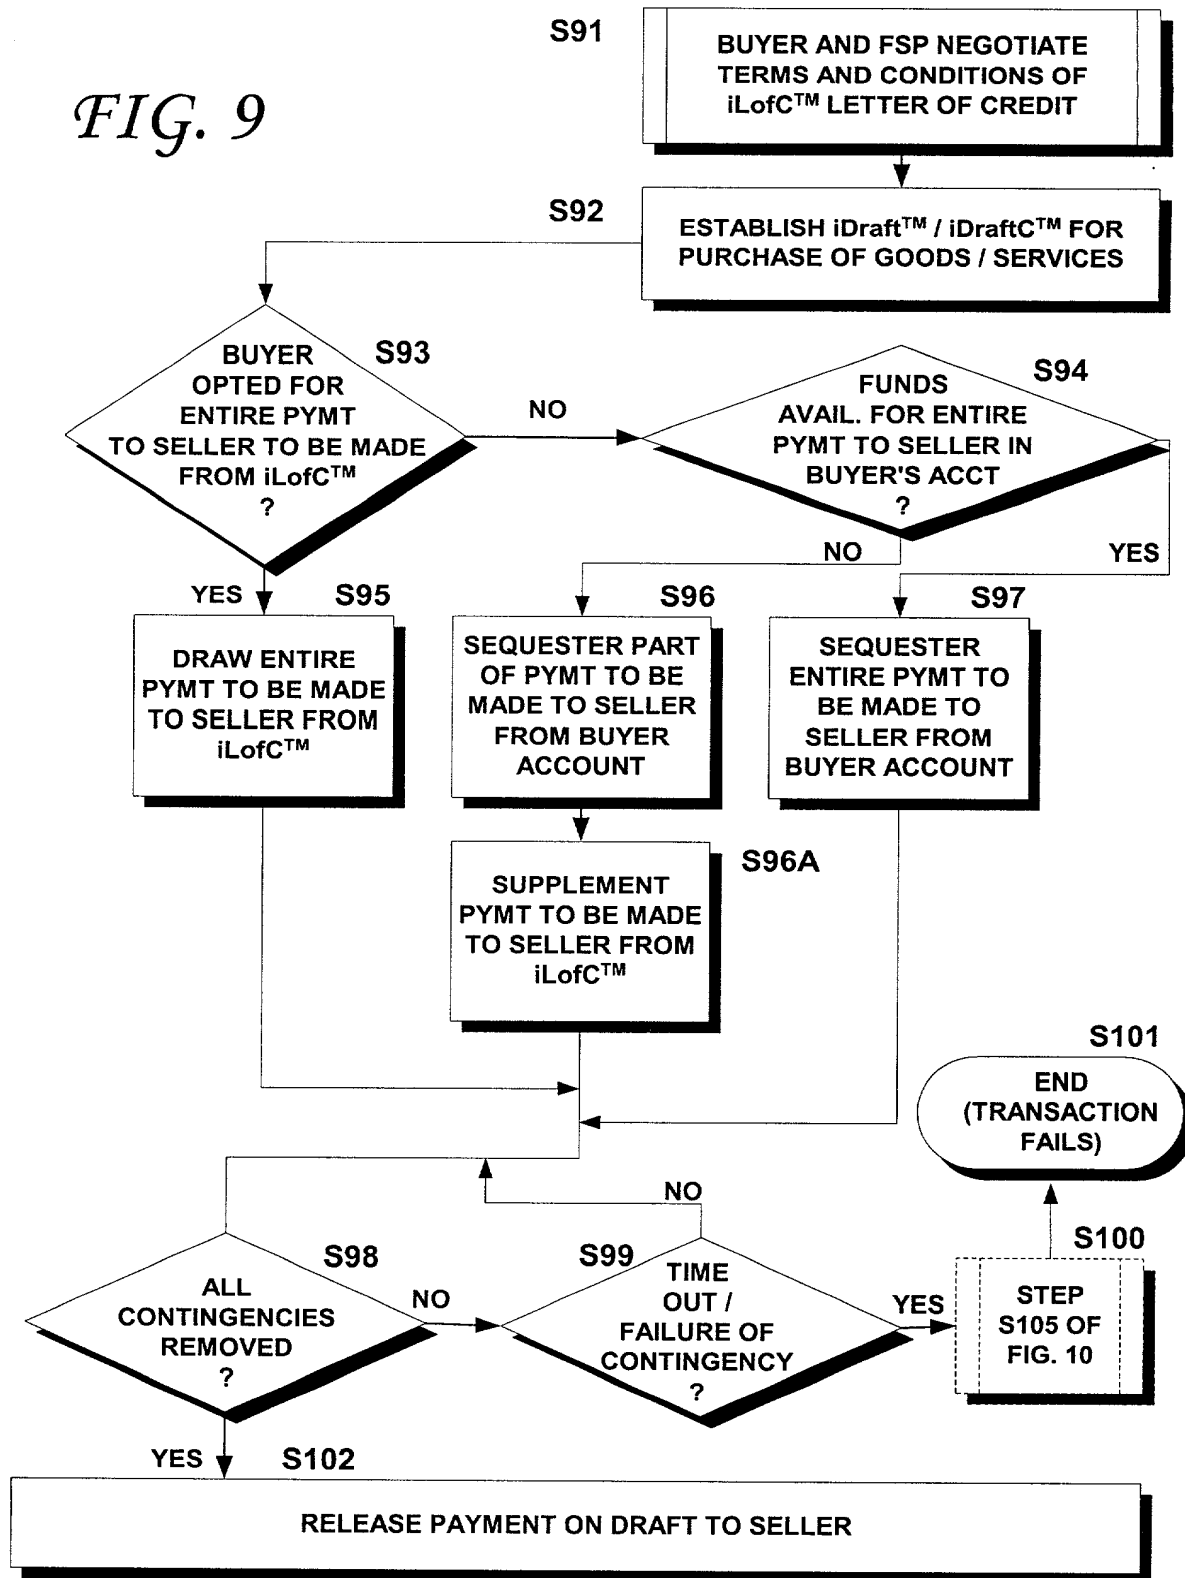 FIG. 9
S91
BUYER AND FSP NEGOTIATE
TERMS AND CONDITIONS OF
iLofC™ LETTER OF CREDIT
S92
ESTABLISH iDraft™ / iDraftC™ FOR
PURCHASE OF GOODS / SERVICES
S93
BUYER
OPTED FOR
ENTIRE PYMT
TO SELLER TO BE MADE
FROM iLofC™
?
NO
S94
FUNDS
AVAIL. FOR ENTIRE
PYMT TO SELLER IN
BUYER'S ACCT
?
NO
YES
YES
S95
DRAW ENTIRE
PYMT TO BE MADE
TO SELLER FROM
iLofC™
S96
SEQUESTER PART
OF PYMT TO BE
MADE TO SELLER
FROM BUYER
ACCOUNT
S97
SEQUESTER
ENTIRE PYMT TO
BE MADE TO
SELLER FROM
BUYER ACCOUNT
S96A
SUPPLEMENT
PYMT TO BE MADE
TO SELLER FROM
iLofC™
S101
END
(TRANSACTION
FAILS)
NO
S98
ALL
CONTINGENCIES
REMOVED
?
NO
S99
TIME
OUT /
FAILURE OF
CONTINGENCY
?
YES
S100
STEP
S105 OF
FIG. 10
YES
S102
RELEASE PAYMENT ON DRAFT TO SELLER